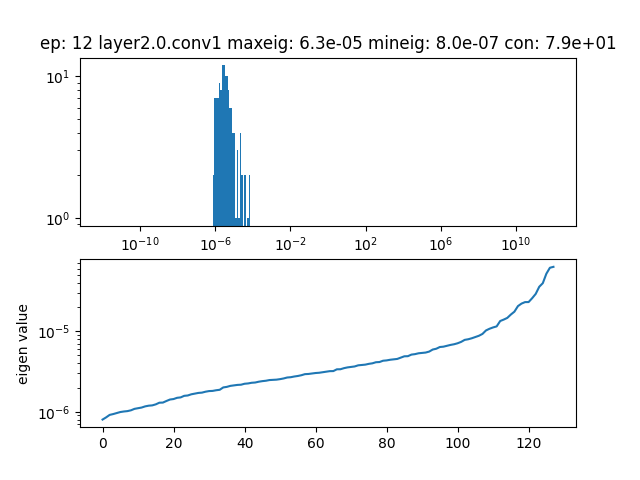 ep: 12 layer2.0.conv1 maxeig: 6.3e-05 mineig: 8.0e-07 con: 7.9e+01
10¹
10⁰
10⁻¹⁰ 10⁻⁶ 10⁻² 10² 10⁶ 10¹⁰
eigen value
10⁻⁵
10⁻⁶
0 20 40 60 80 100 120